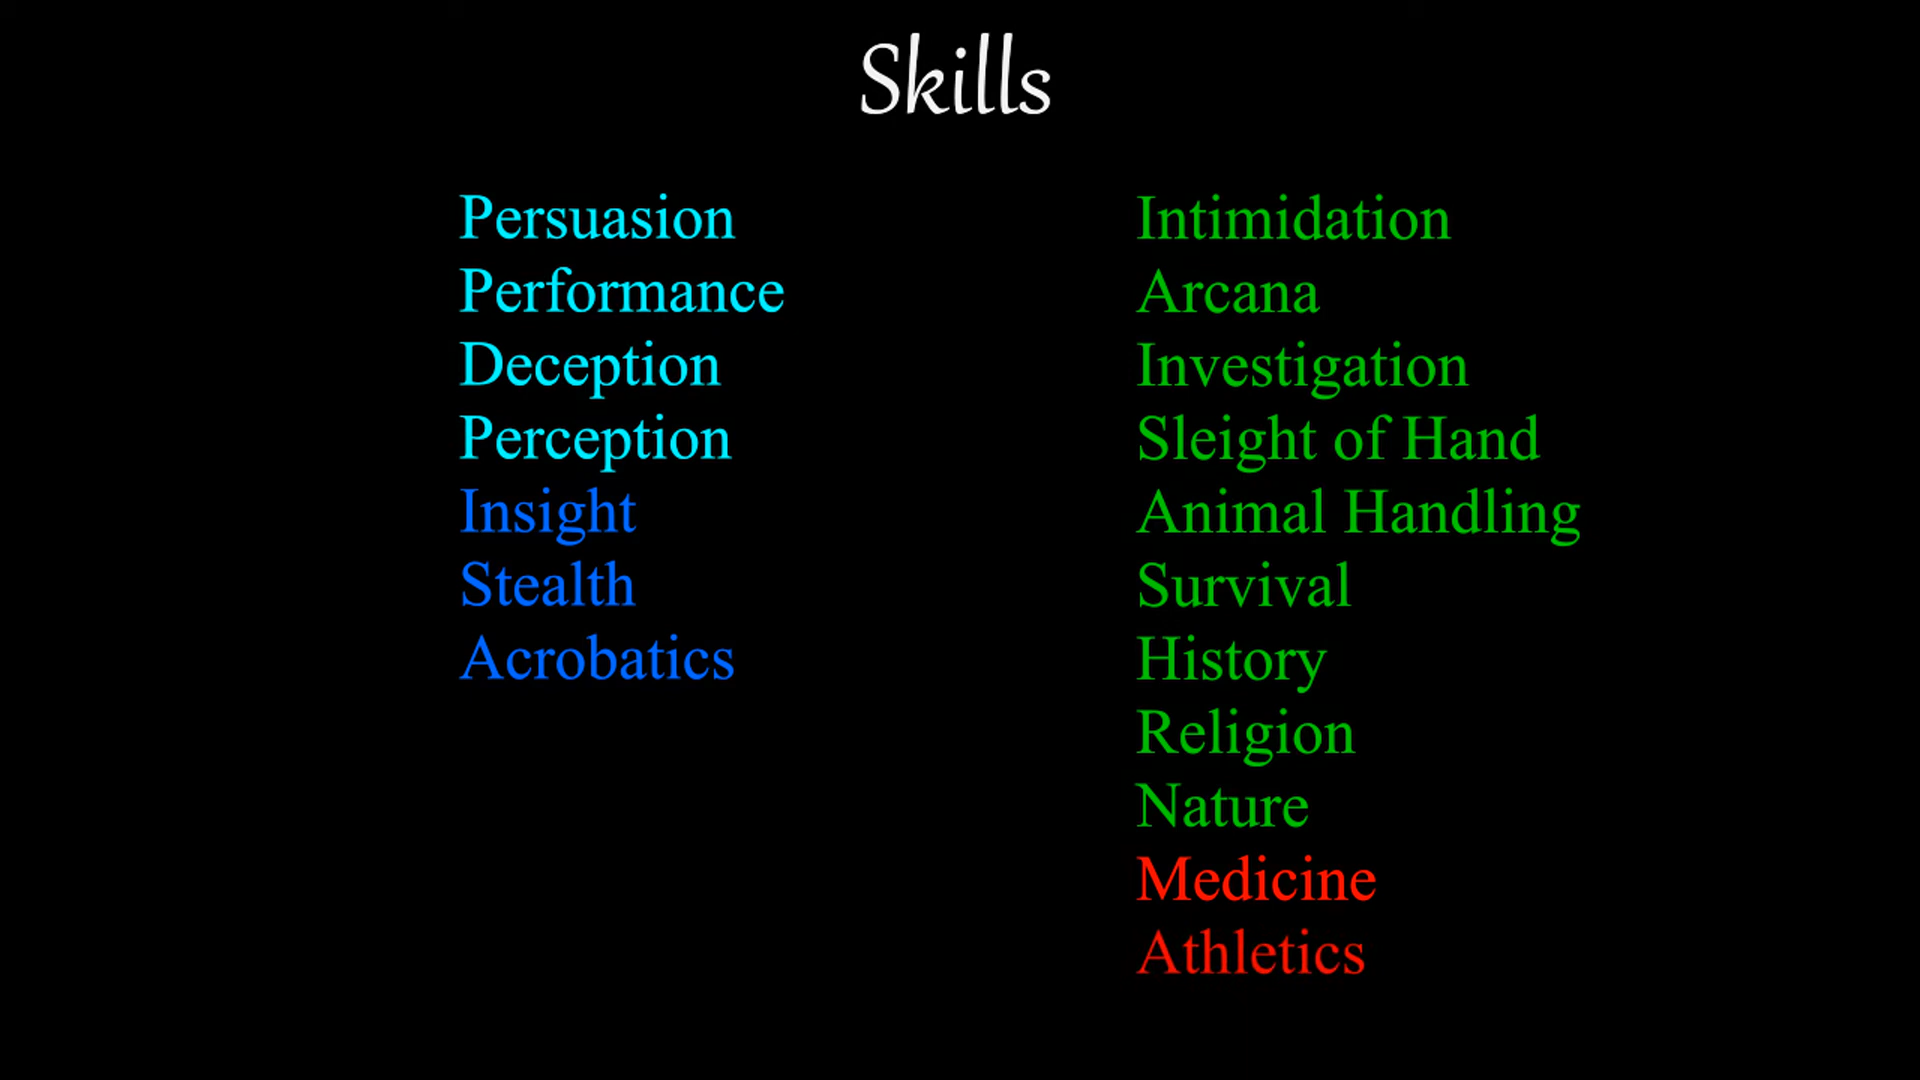 Skills
Persuasion
Performance
Deception
Perception
Insight
Stealth
Acrobatics
Intimidation
Arcana
Investigation
Sleight of Hand
Animal Handling
Survival
History
Religion
Nature
Medicine
Athletics